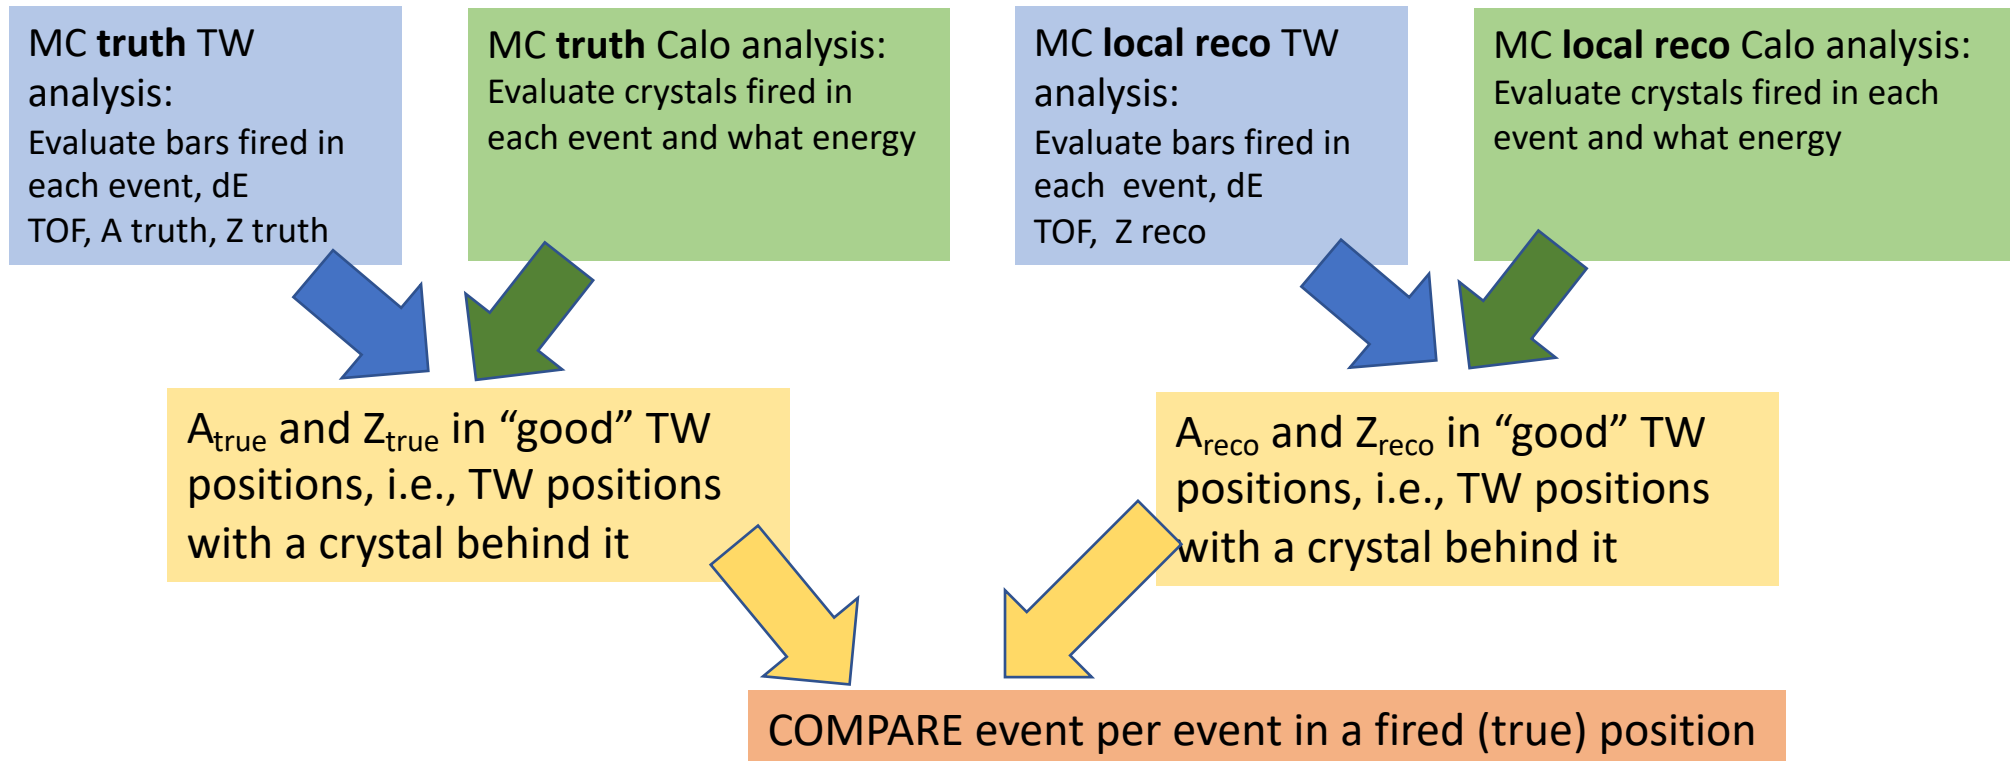 MC truth TW
analysis:
Evaluate bars fired in
each event, dE
TOF, A truth, Z truth
MC truth Calo analysis:
Evaluate crystals fired in
each event and what energy
MC local reco TW
analysis:
Evaluate bars fired in
each  event, dE
TOF,  Z reco
MC local reco Calo analysis:
Evaluate crystals fired in each
event and what energy
Atrue and Ztrue in “good” TW
positions, i.e., TW positions
with a crystal behind it
Areco and Zreco in “good” TW
positions, i.e., TW positions
with a crystal behind it
COMPARE event per event in a fired (true) position